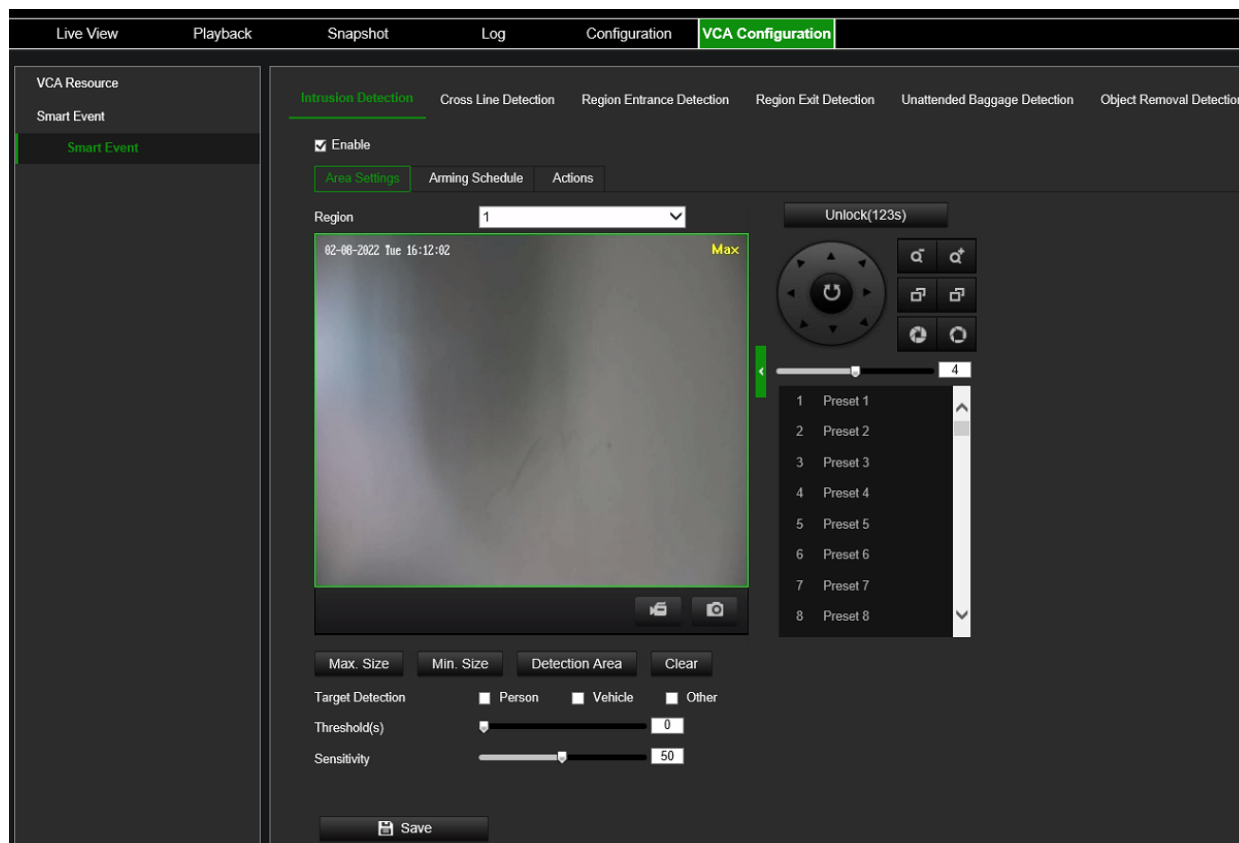 Live View Playback Snapshot Log Configuration VCA Configuration
VCA Resource
Smart Event
Smart Event
Intrusion Detection Cross Line Detection Region Entrance Detection Region Exit Detection Unattended Baggage Detection Object Removal Detection
Enable
Area Settings Arming Schedule Actions
Region 1
Unlock(123s)
02-08-2022 Tue 16:12:02 Max
4
1 Preset 1
2 Preset 2
3 Preset 3
4 Preset 4
5 Preset 5
6 Preset 6
7 Preset 7
8 Preset 8
Max. Size Min. Size Detection Area Clear
Target Detection Person Vehicle Other
Threshold(s) 0
Sensitivity 50
Save